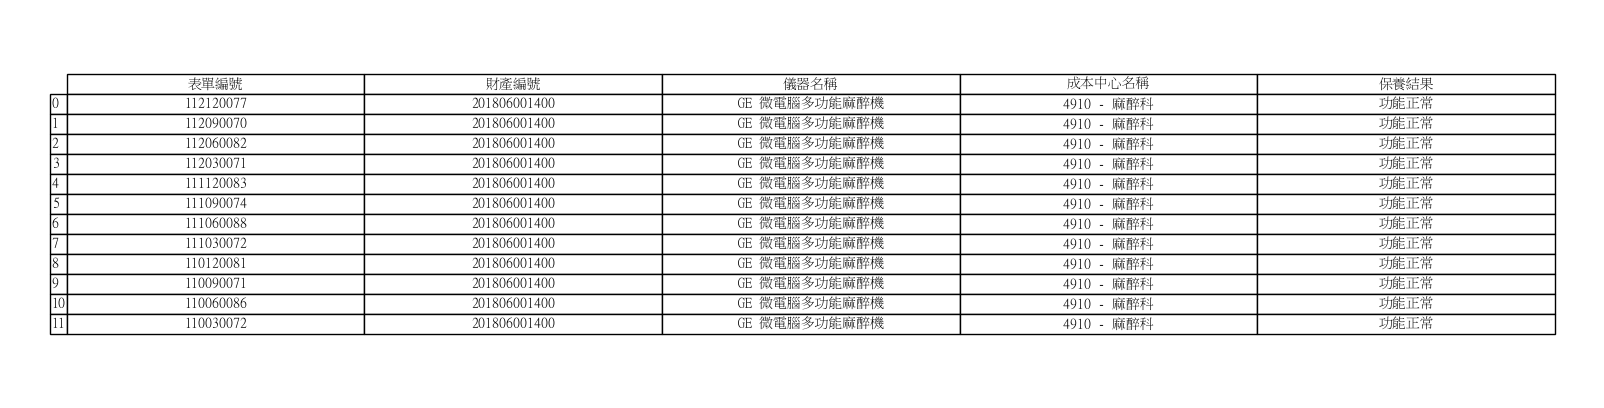 表單編號 財產編號 儀器名稱 成本中心名稱 保養結果
0 112120077 201806001400 GE 微電腦多功能麻醉機 4910 - 麻醉科 功能正常
1 112090070 201806001400 GE 微電腦多功能麻醉機 4910 - 麻醉科 功能正常
2 112060082 201806001400 GE 微電腦多功能麻醉機 4910 - 麻醉科 功能正常
3 112030071 201806001400 GE 微電腦多功能麻醉機 4910 - 麻醉科 功能正常
4 111120083 201806001400 GE 微電腦多功能麻醉機 4910 - 麻醉科 功能正常
5 111090074 201806001400 GE 微電腦多功能麻醉機 4910 - 麻醉科 功能正常
6 111060088 201806001400 GE 微電腦多功能麻醉機 4910 - 麻醉科 功能正常
7 111030072 201806001400 GE 微電腦多功能麻醉機 4910 - 麻醉科 功能正常
8 110120081 201806001400 GE 微電腦多功能麻醉機 4910 - 麻醉科 功能正常
9 110090071 201806001400 GE 微電腦多功能麻醉機 4910 - 麻醉科 功能正常
10 110060086 201806001400 GE 微電腦多功能麻醉機 4910 - 麻醉科 功能正常
11 110030072 201806001400 GE 微電腦多功能麻醉機 4910 - 麻醉科 功能正常